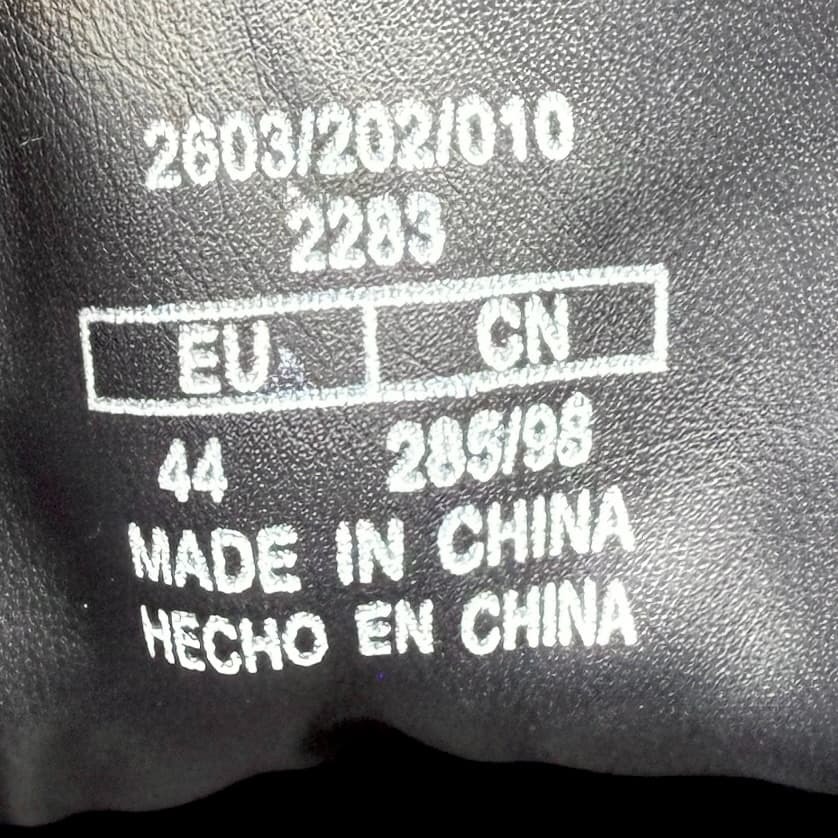 2603/202/010
2283
EU CN
44 285/98
MADE IN CHINA
HECHO EN CHINA